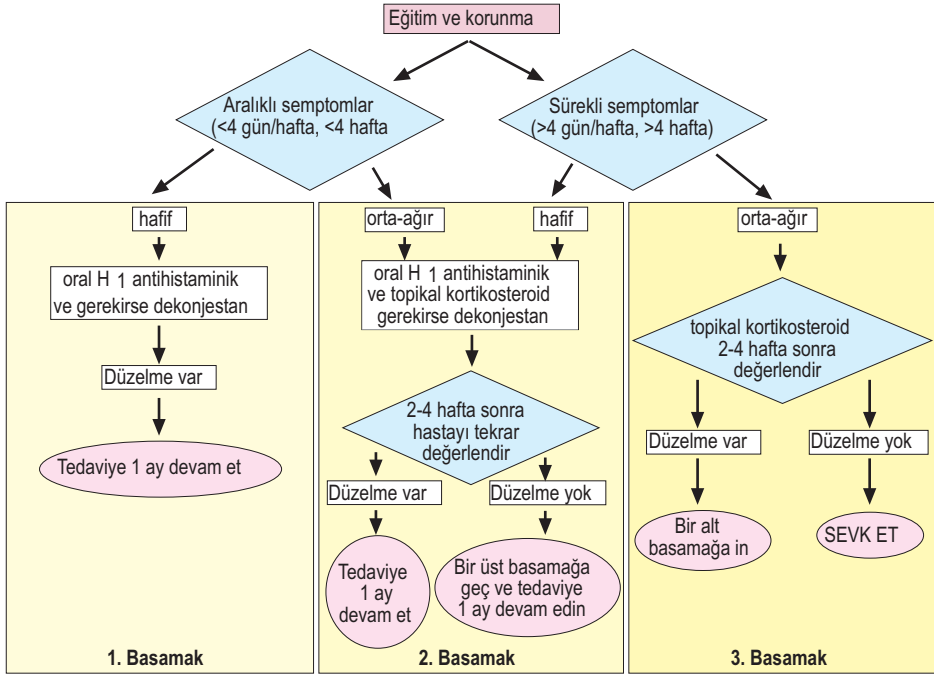 Eğitim ve korunma
Aralıklı semptomlar
(<4 gün/hafta, <4 hafta
Sürekli semptomlar
(>4 gün/hafta, >4 hafta)
hafif
oral H 1 antihistaminik
ve gerekirse dekonjestan
Düzelme var
Tedaviye 1 ay devam et
1. Basamak
orta-ağır
hafif
oral H 1 antihistaminik
ve topikal kortikosteroid
gerekirse dekonjestan
2-4 hafta sonra
hastayı tekrar
değerlendir
Düzelme var
Düzelme yok
Tedaviye
1 ay
devam et
Bir üst basamağa
geç ve tedaviye
1 ay devam edin
2. Basamak
orta-ağır
topikal kortikosteroid
2-4 hafta sonra
değerlendir
Düzelme var
Düzelme yok
Bir alt
basamağa in
SEVK ET
3. Basamak